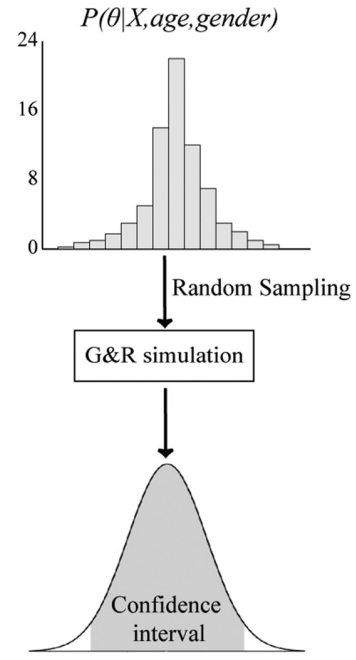 P(θ|X,age,gender)
24
16
8
0
Random Sampling
G&R simulation
Confidence
interval